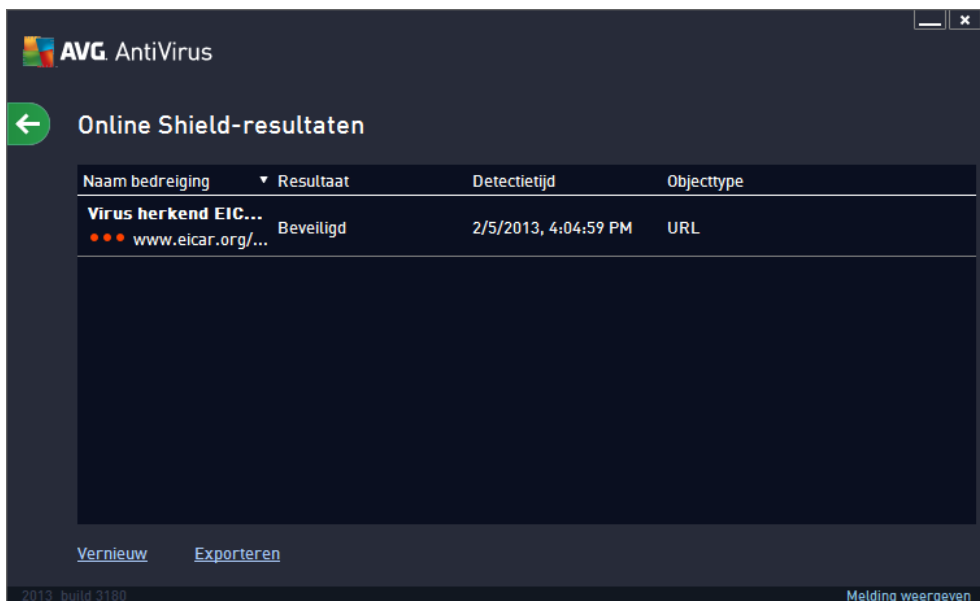 AVG. AntiVirus
Online Shield-resultaten
Naam bedreiging Resultaat Detectietijd Objecttype
Virus herkend EIC...
www.eicar.org/... Beveiligd 2/5/2013, 4:04:59 PM URL
Vernieuw Exporteren
2013 build 3180 Melding weergeven